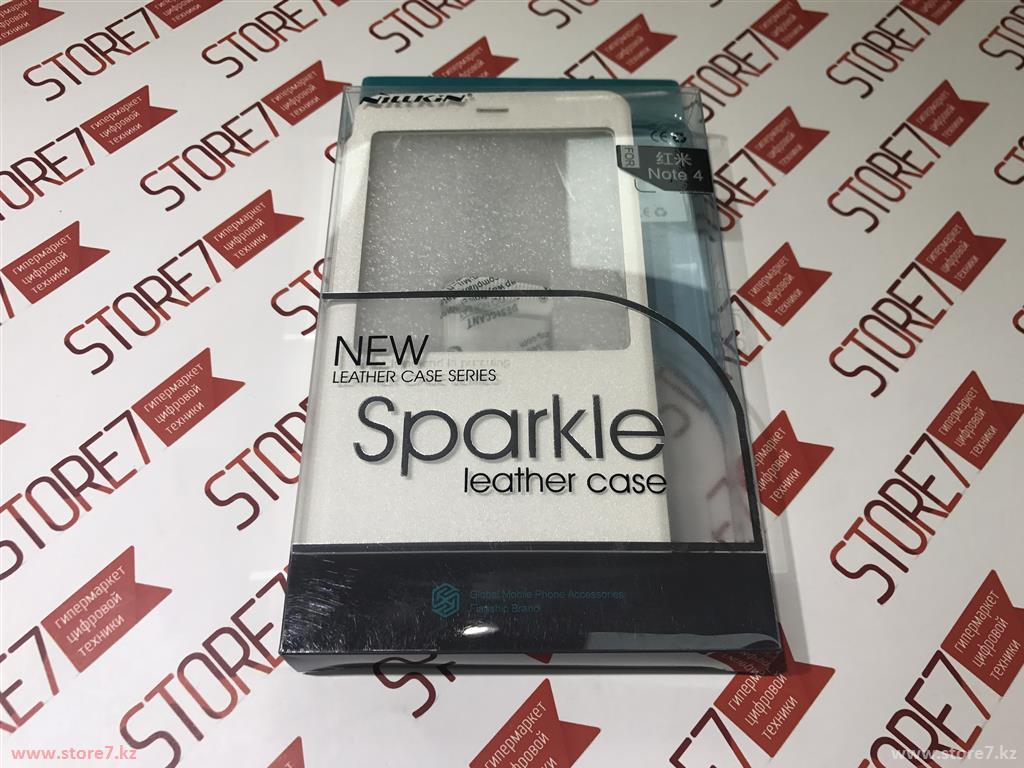 NILLKIN®
FOR
红米
Note 4
DESICCANT
NEW
LEATHER CASE SERIES
Sparkle
leather case
Global Mobile Phone Accessories
Flagship Brand
STORE7
гипермаркет
цифровой
техники
www.store7.kz
www.store7.kz